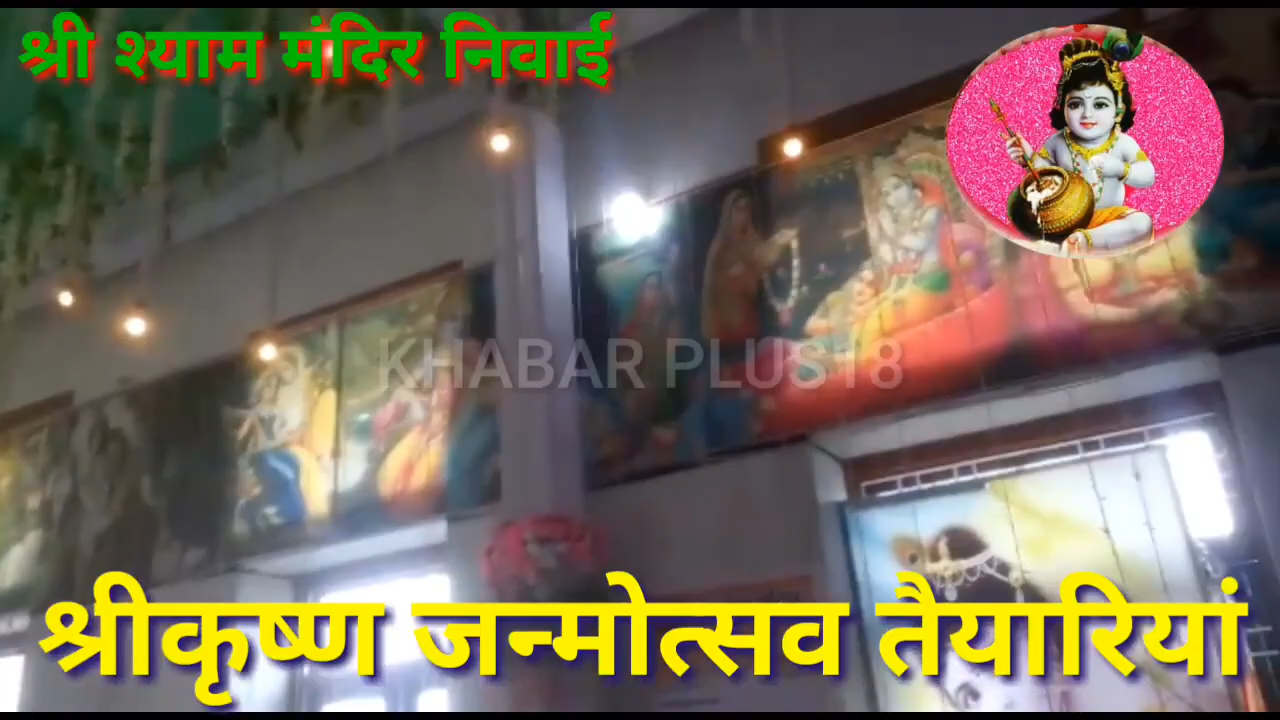 श्री श्याम मंदिर निवाई
KHABAR PLUS18
श्रीकृष्ण जन्मोत्सव तैयारियां